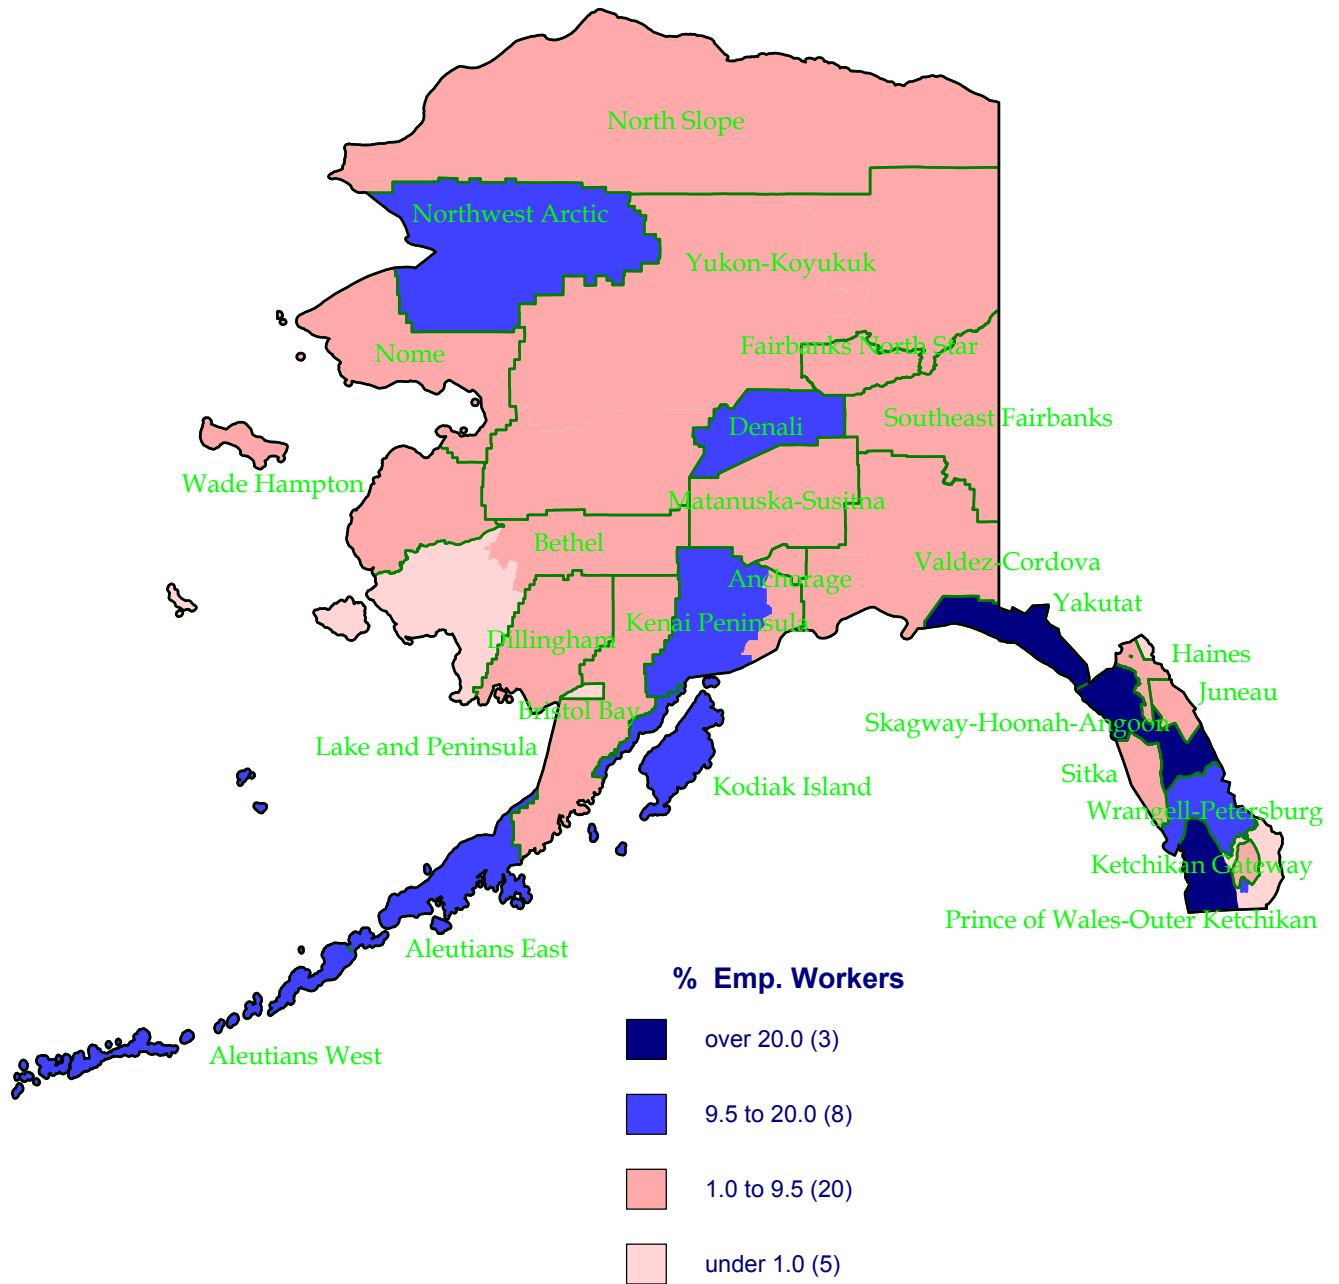 North Slope
Northwest Arctic
Yukon-Koyukuk
Fairbanks North Star
Nome
Southeast Fairbanks
Denali
Wade Hampton
Matanuska-Susitna
Bethel
Valdez-Cordova
Anchorage
Yakutat
Kenai Peninsula
Dillingham
Haines
Juneau
Bristol Bay
Skagway-Hoonah-Angoon
Lake and Peninsula
Sitka
Kodiak Island
Wrangell-Petersburg
Ketchikan Gateway
Prince of Wales-Outer Ketchikan
Aleutians East
Aleutians West
% Emp. Workers
over 20.0 (3)
9.5 to 20.0 (8)
1.0 to 9.5 (20)
under 1.0 (5)